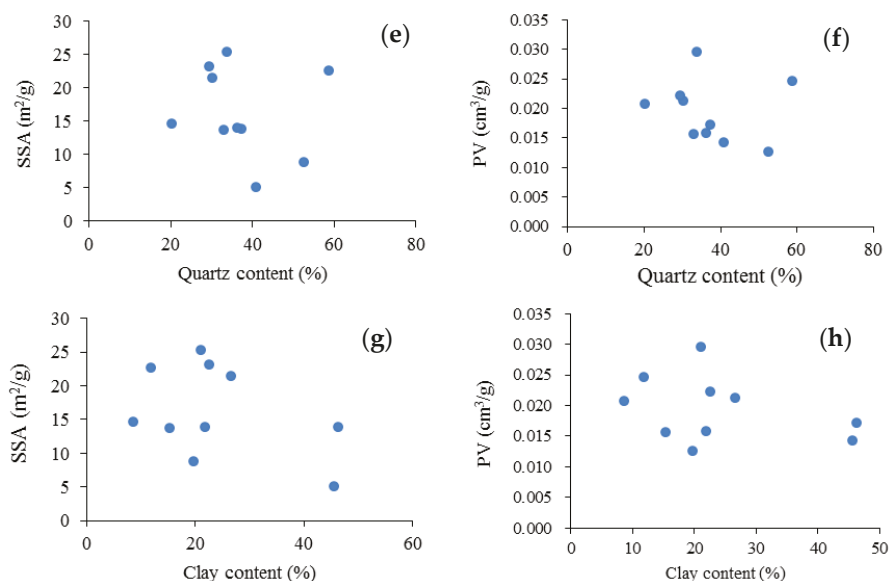 (e)
SSA (m²/g)
30
25
20
15
10
5
0
0 20 40 60 80
Quartz content (%)
(f)
PV (cm³/g)
0.035
0.030
0.025
0.020
0.015
0.010
0.005
0.000
0 20 40 60 80
Quartz content (%)
(g)
SSA (m²/g)
30
25
20
15
10
5
0
0 20 40 60
Clay content (%)
(h)
PV (cm³/g)
0.035
0.030
0.025
0.020
0.015
0.010
0.005
0.000
0 10 20 30 40 50
Clay content (%)